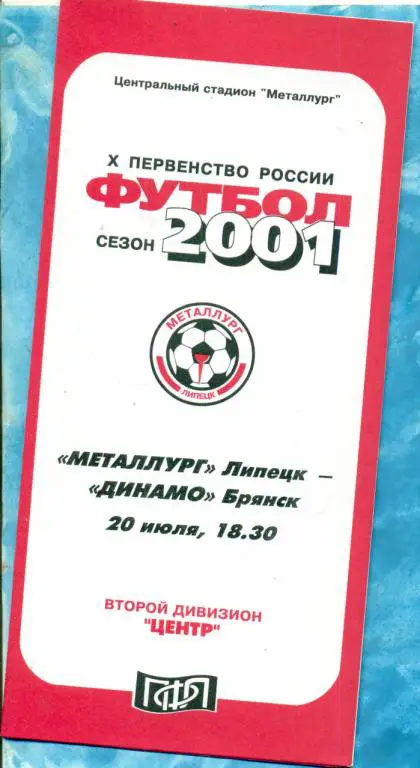 Центральный стадион "Металлург"
X ПЕРВЕНСТВО РОССИИ
ФУТБОЛ
СЕЗОН 2001
МЕТАЛЛУРГ
ЛИПЕЦК
«МЕТАЛЛУРГ» Липецк –
«ДИНАМО» Брянск
20 июля, 18.30
ВТОРОЙ ДИВИЗИОН
"ЦЕНТР"
ПФЛ